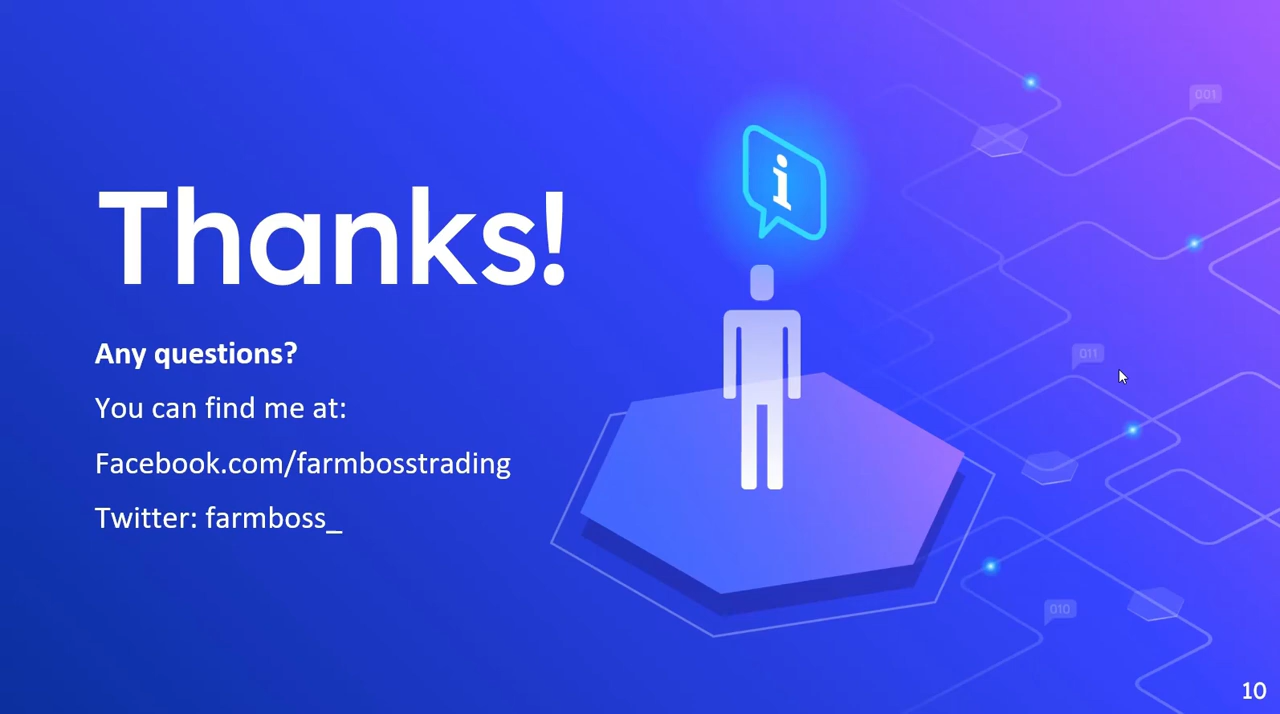 Thanks!
Any questions?
You can find me at:
Facebook.com/farmbosstrading
Twitter: farmboss_
i
001
011
010
10